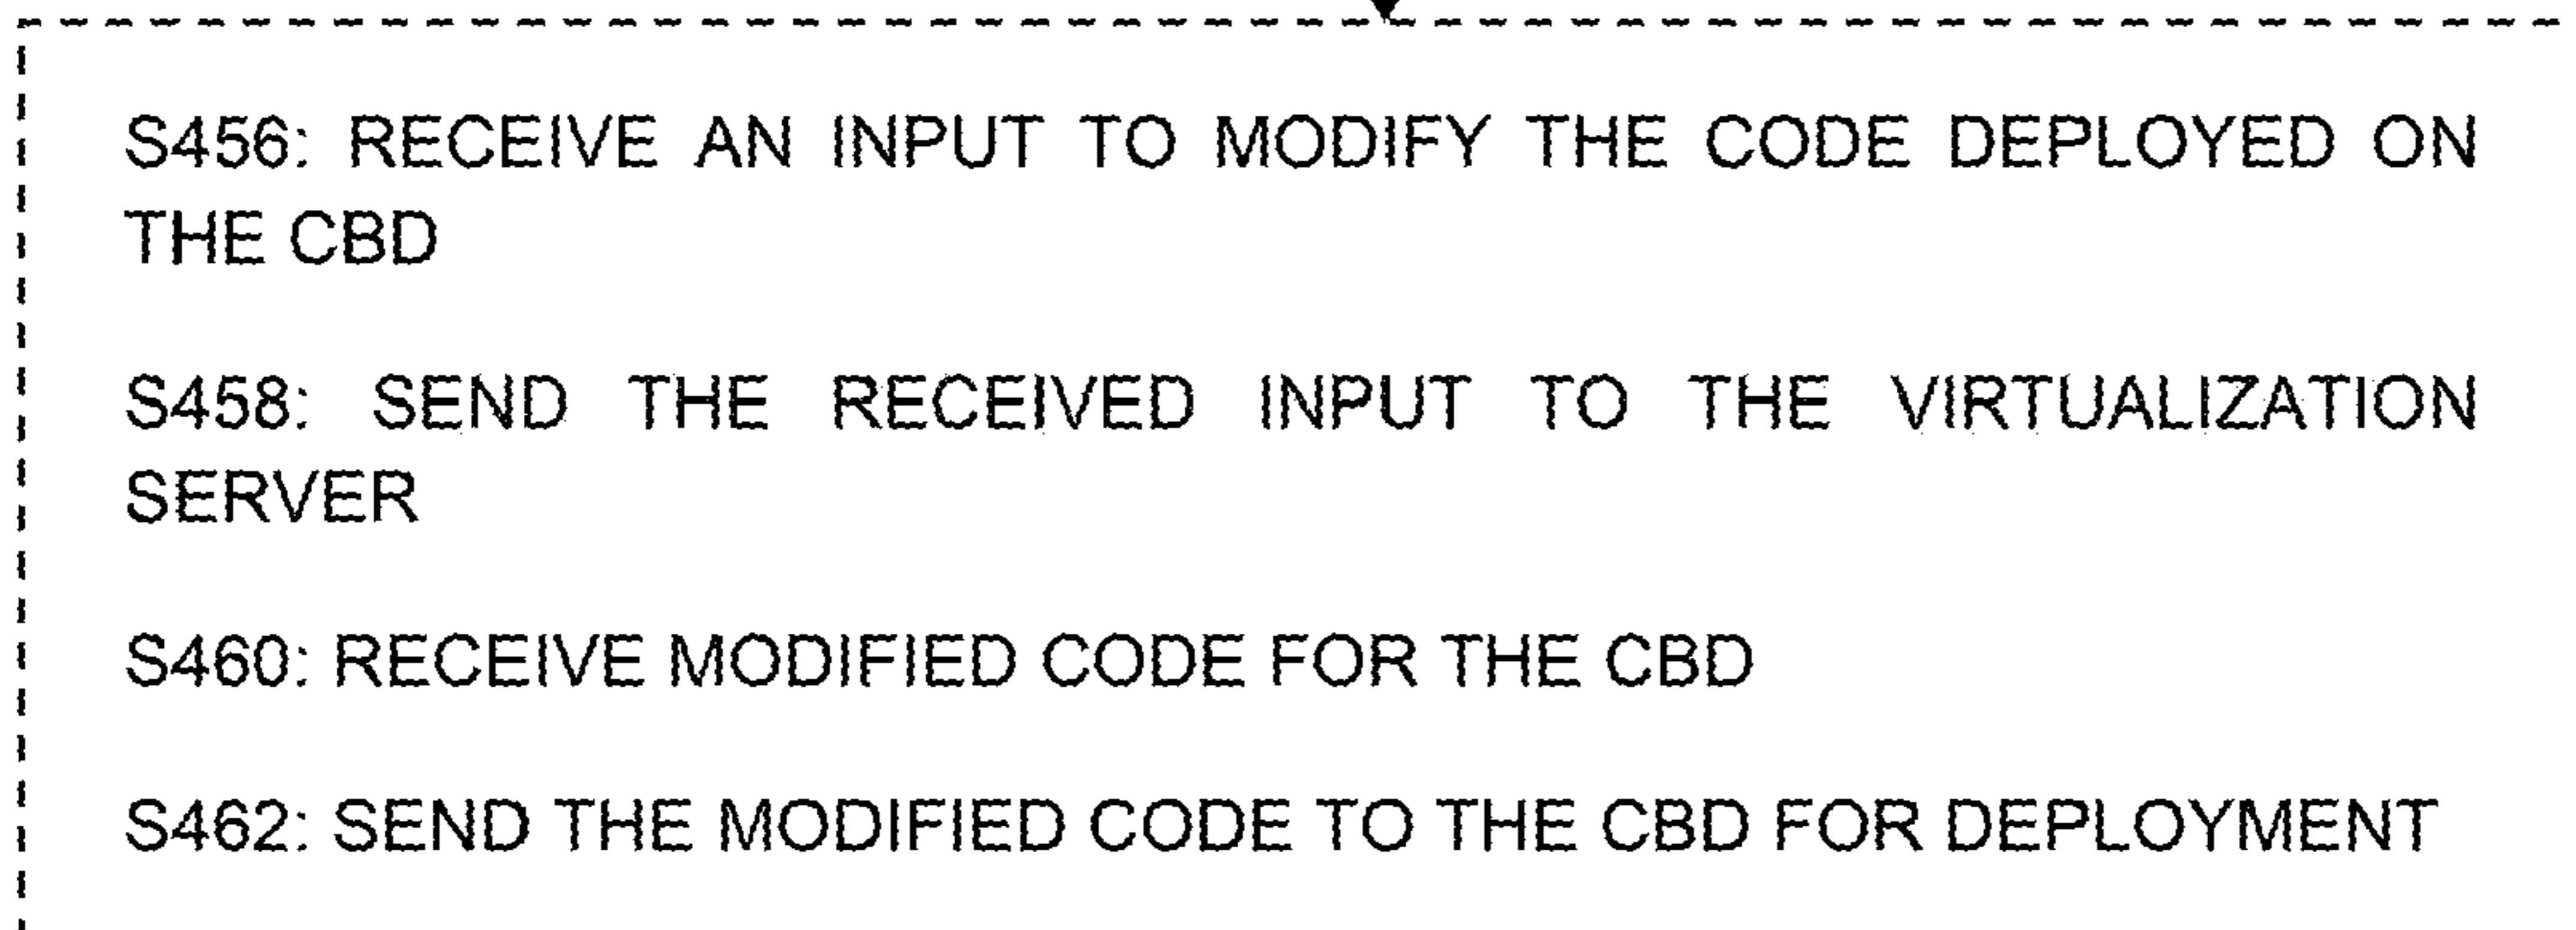 S456: RECEIVE AN INPUT TO MODIFY THE CODE DEPLOYED ON
THE CBD
S458: SEND THE RECEIVED INPUT TO THE VIRTUALIZATION
SERVER
S460: RECEIVE MODIFIED CODE FOR THE CBD
S462: SEND THE MODIFIED CODE TO THE CBD FOR DEPLOYMENT